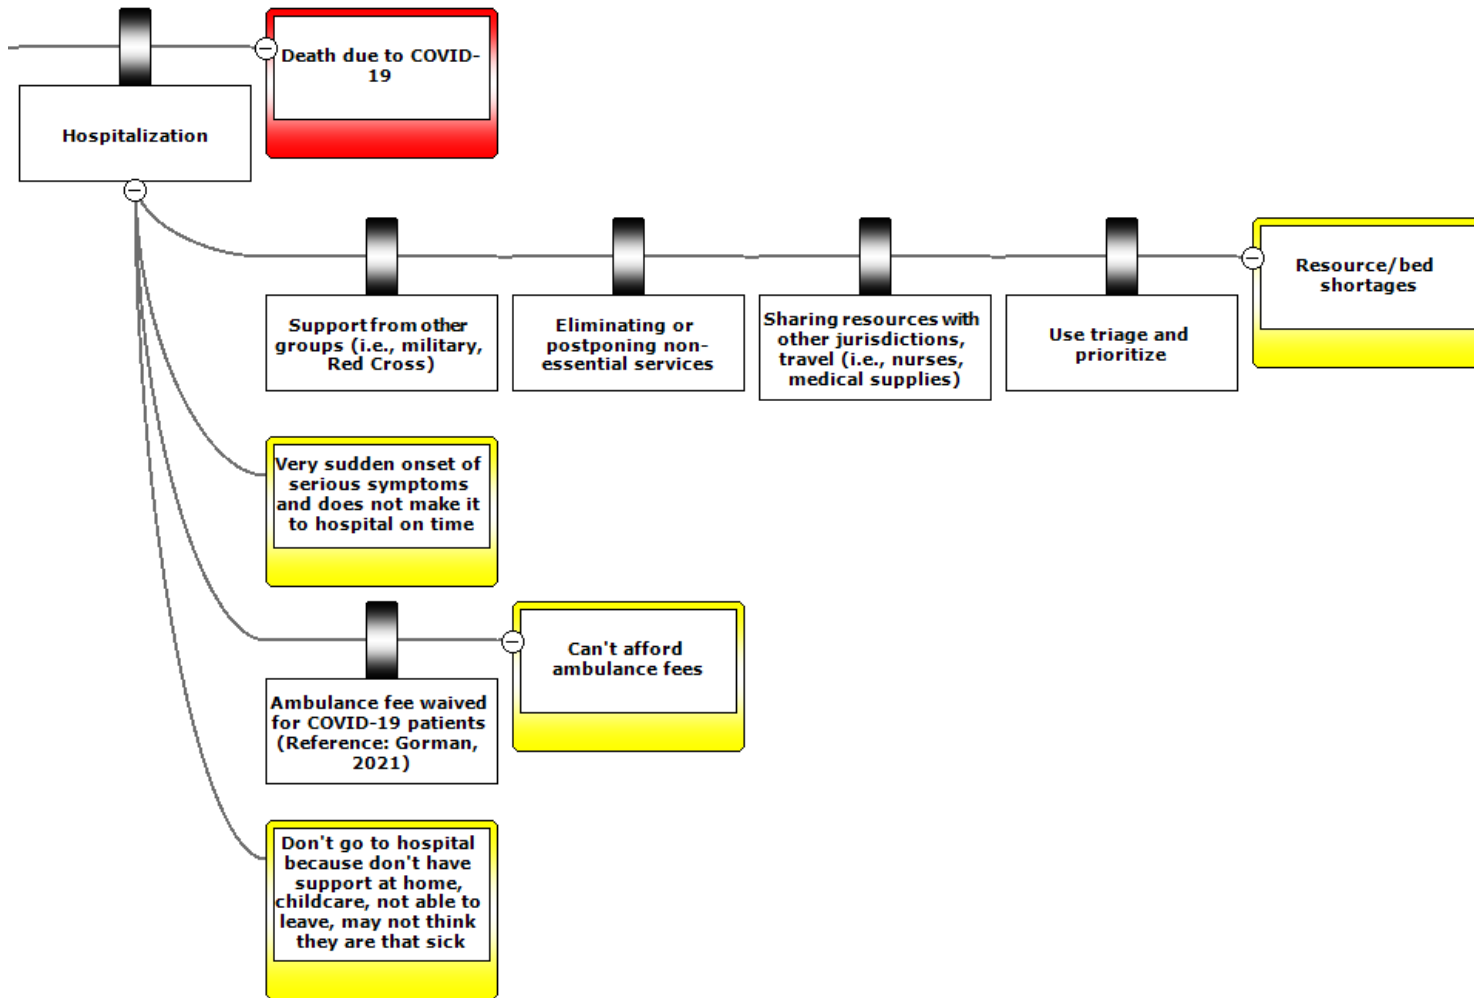 Death due to COVID-
19
Hospitalization
Support from other
groups (i.e., military,
Red Cross)
Eliminating or
postponing non-
essential services
Sharing resources with
other jurisdictions,
travel (i.e., nurses,
medical supplies)
Use triage and
prioritize
Resource/bed
shortages
Very sudden onset of
serious symptoms
and does not make it
to hospital on time
Ambulance fee waived
for COVID-19 patients
(Reference: Gorman,
2021)
Can't afford
ambulance fees
Don't go to hospital
because don't have
support at home,
childcare, not able to
leave, may not think
they are that sick